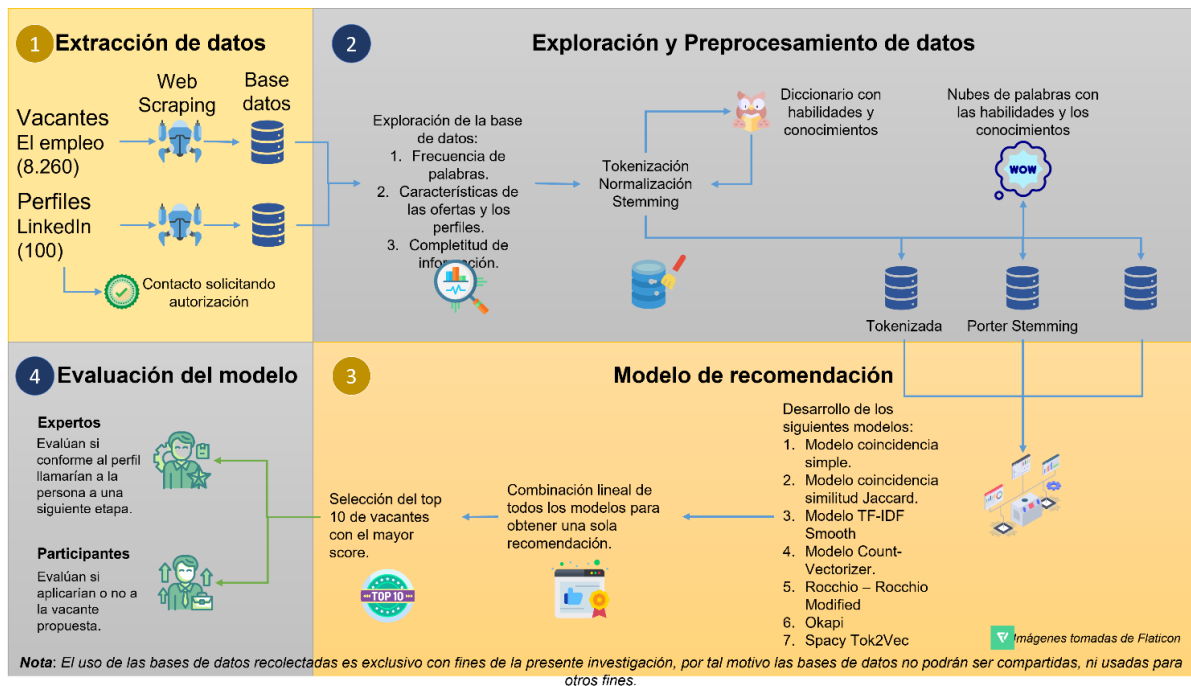 1 Extracción de datos
Web
Scraping
Base
datos
Vacantes
El empleo
(8.260)
Perfiles
LinkedIn
(100)
Contacto solicitando
autorización
2 Exploración y Preprocesamiento de datos
Exploración de la base
de datos:
1. Frecuencia de
palabras.
2. Características de
las ofertas y los
perfiles.
3. Completitud de
información.
Tokenización
Normalización
Stemming
Diccionario con
habilidades y
conocimientos
Nubes de palabras con
las habilidades y los
conocimientos
WOW
Tokenizada
Porter Stemming
3 Modelo de recomendación
Desarrollo de los
siguientes modelos:
1. Modelo coincidencia
simple.
2. Modelo coincidencia
similitud Jaccard.
3. Modelo TF-IDF
Smooth
4. Modelo Count-
Vectorizer.
5. Rocchio – Rocchio
Modified
6. Okapi
7. Spacy Tok2Vec
Combinación lineal de
todos los modelos para
obtener una sola
recomendación.
Selección del top
10 de vacantes
con el mayor
score.
TOP 10
Imágenes tomadas de Flaticon
4 Evaluación del modelo
Expertos
Evalúan si
conforme al perfil
llamarían a la
persona a una
siguiente etapa.
Participantes
Evalúan si
aplicarían o no a
la vacante
propuesta.
Nota: El uso de las bases de datos recolectadas es exclusivo con fines de la presente investigación, por tal motivo las bases de datos no podrán ser compartidas, ni usadas para
otros fines.